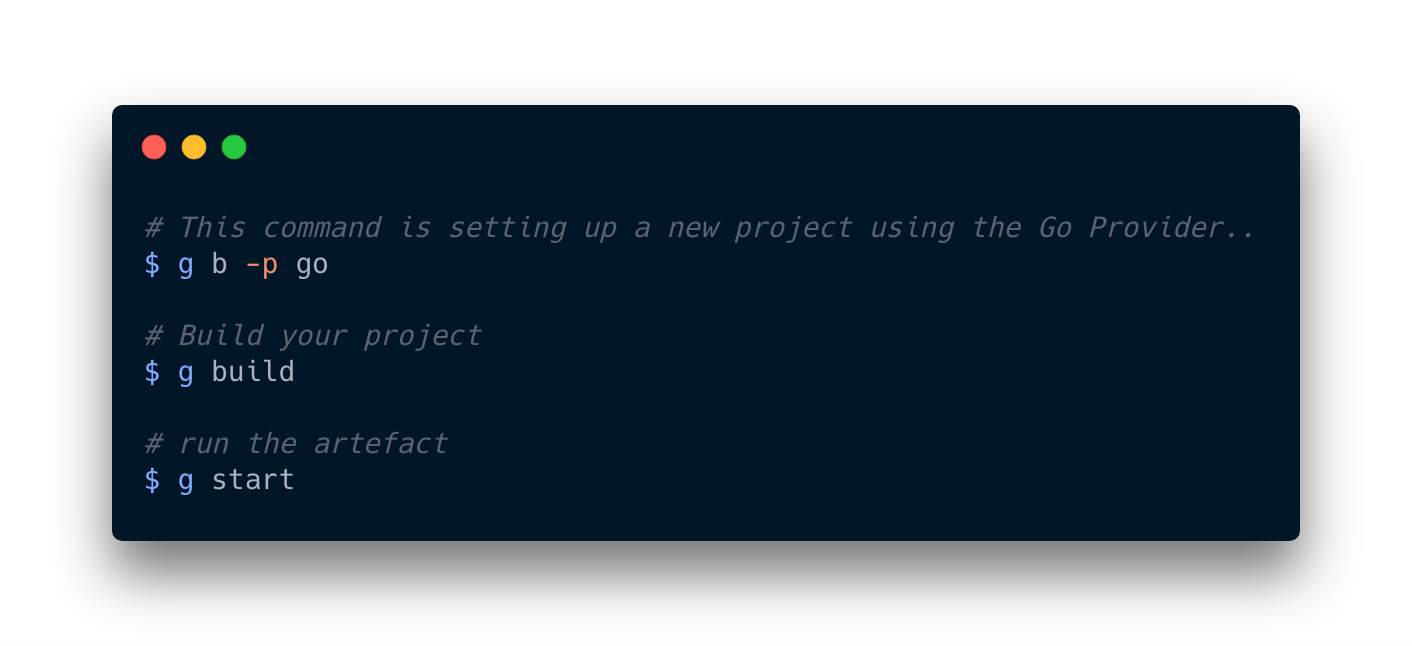 # This command is setting up a new project using the Go Provider..
$ g b -p go
# Build your project
$ g build
# run the artefact
$ g start